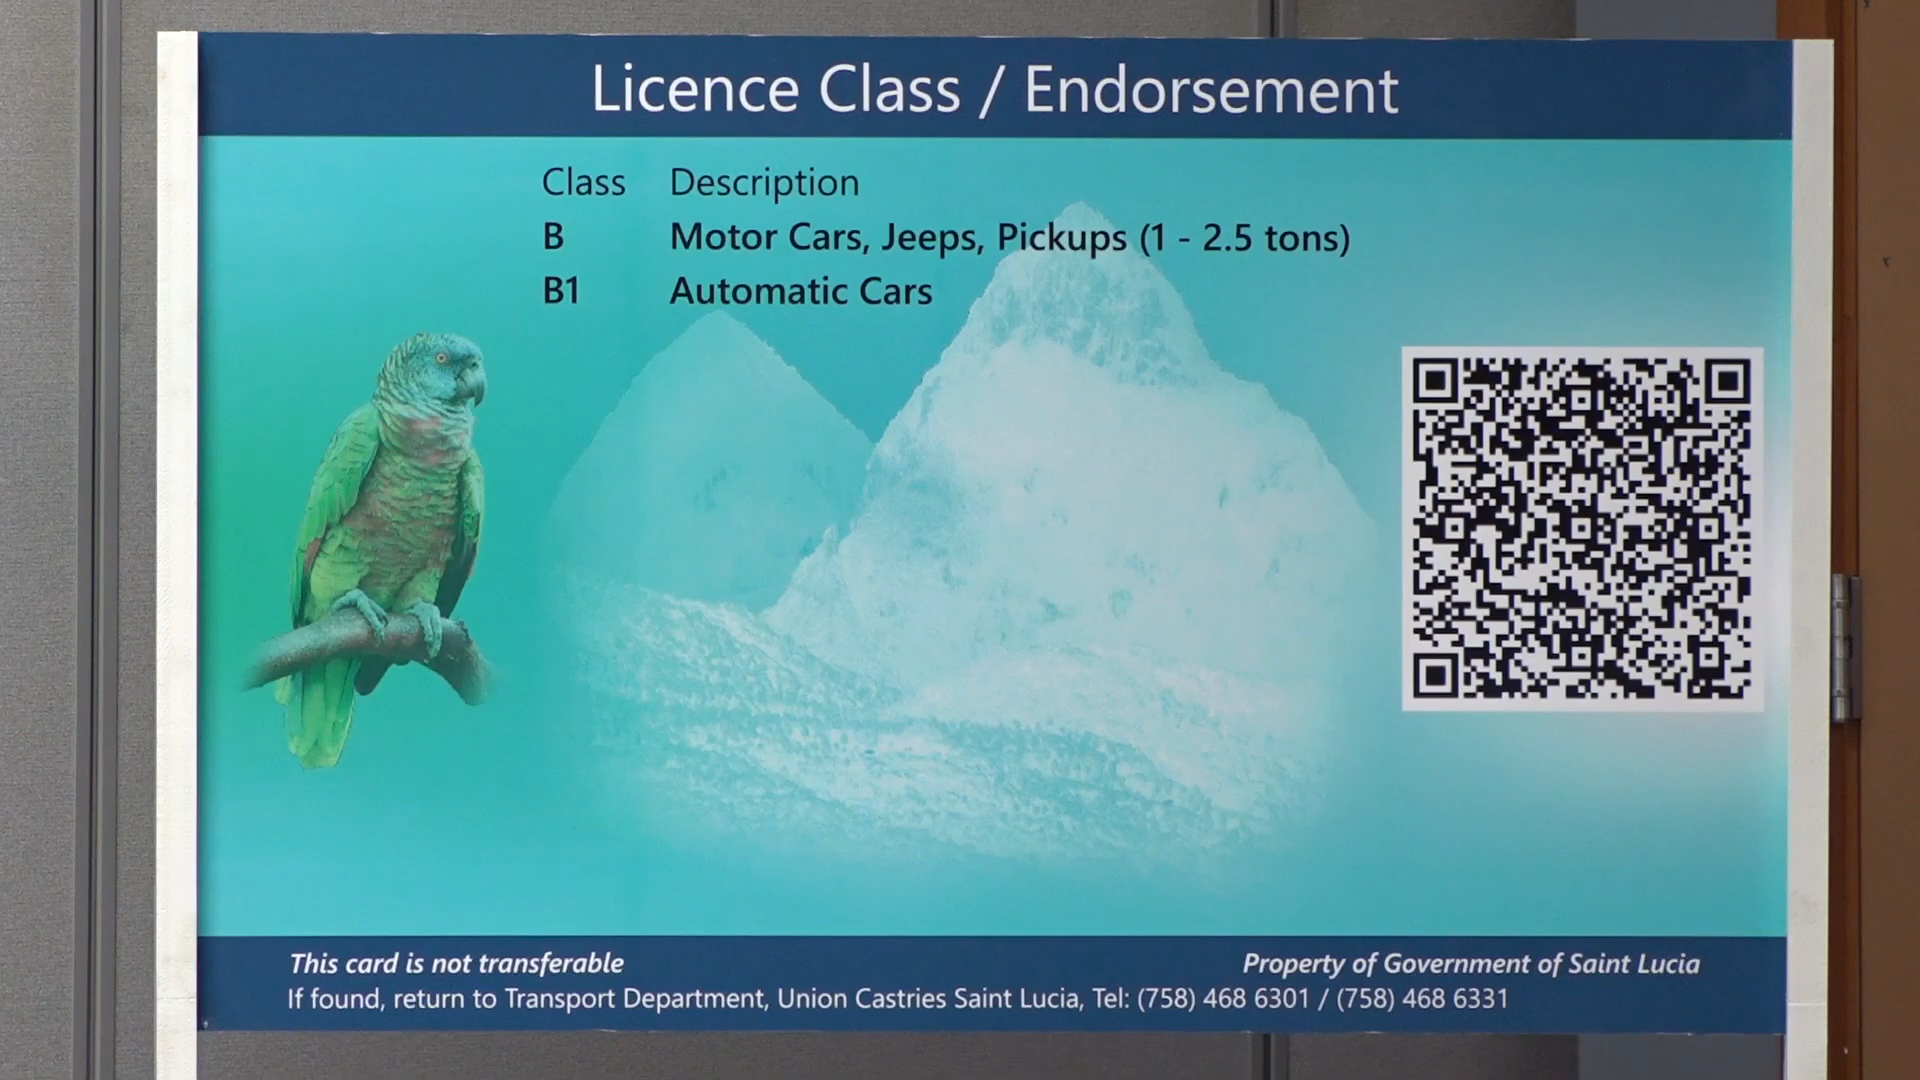 Licence Class / Endorsement
Class Description
B Motor Cars, Jeeps, Pickups (1 - 2.5 tons)
B1 Automatic Cars
This card is not transferable
Property of Government of Saint Lucia
If found, return to Transport Department, Union Castries Saint Lucia, Tel: (758) 468 6301 / (758) 468 6331